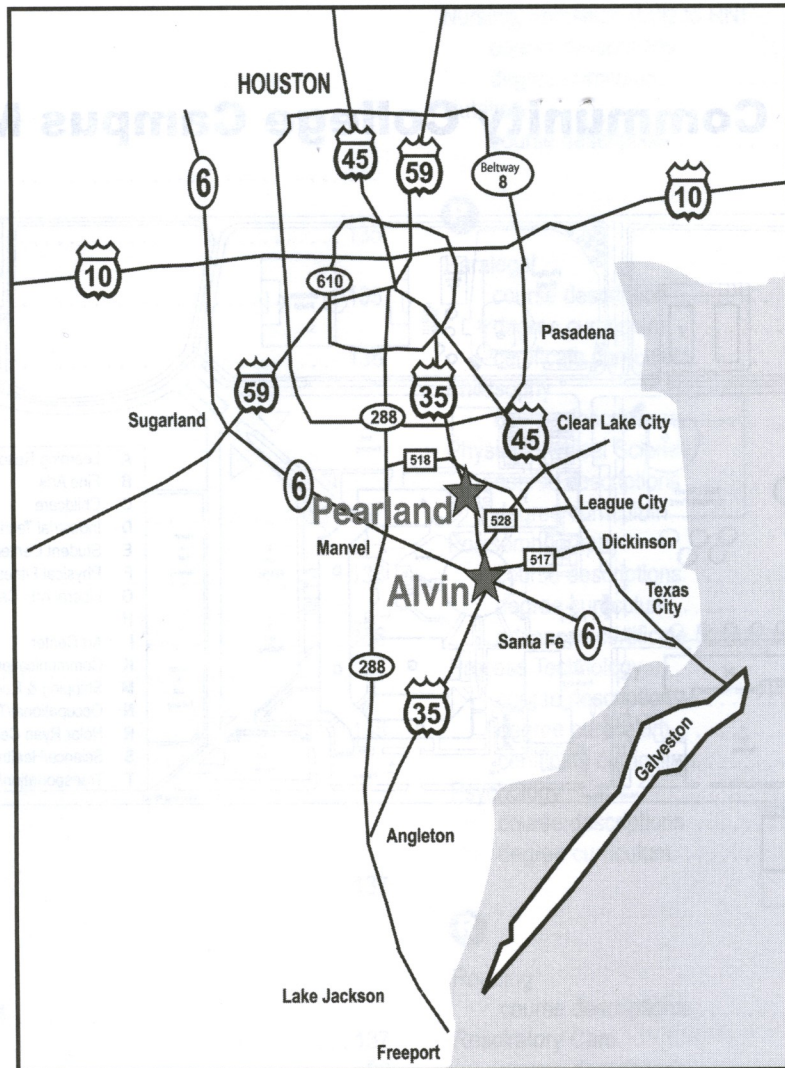 HOUSTON
45
59
6
Beltway
8
10
10
610
Pasadena
59
35
Sugarland
288
45
Clear Lake City
518
6
Pearland
League City
528
Manvel
Dickinson
517
Alvin
Texas
City
Santa Fe
6
288
35
Galveston
Angleton
Lake Jackson
Freeport
Community College Campus